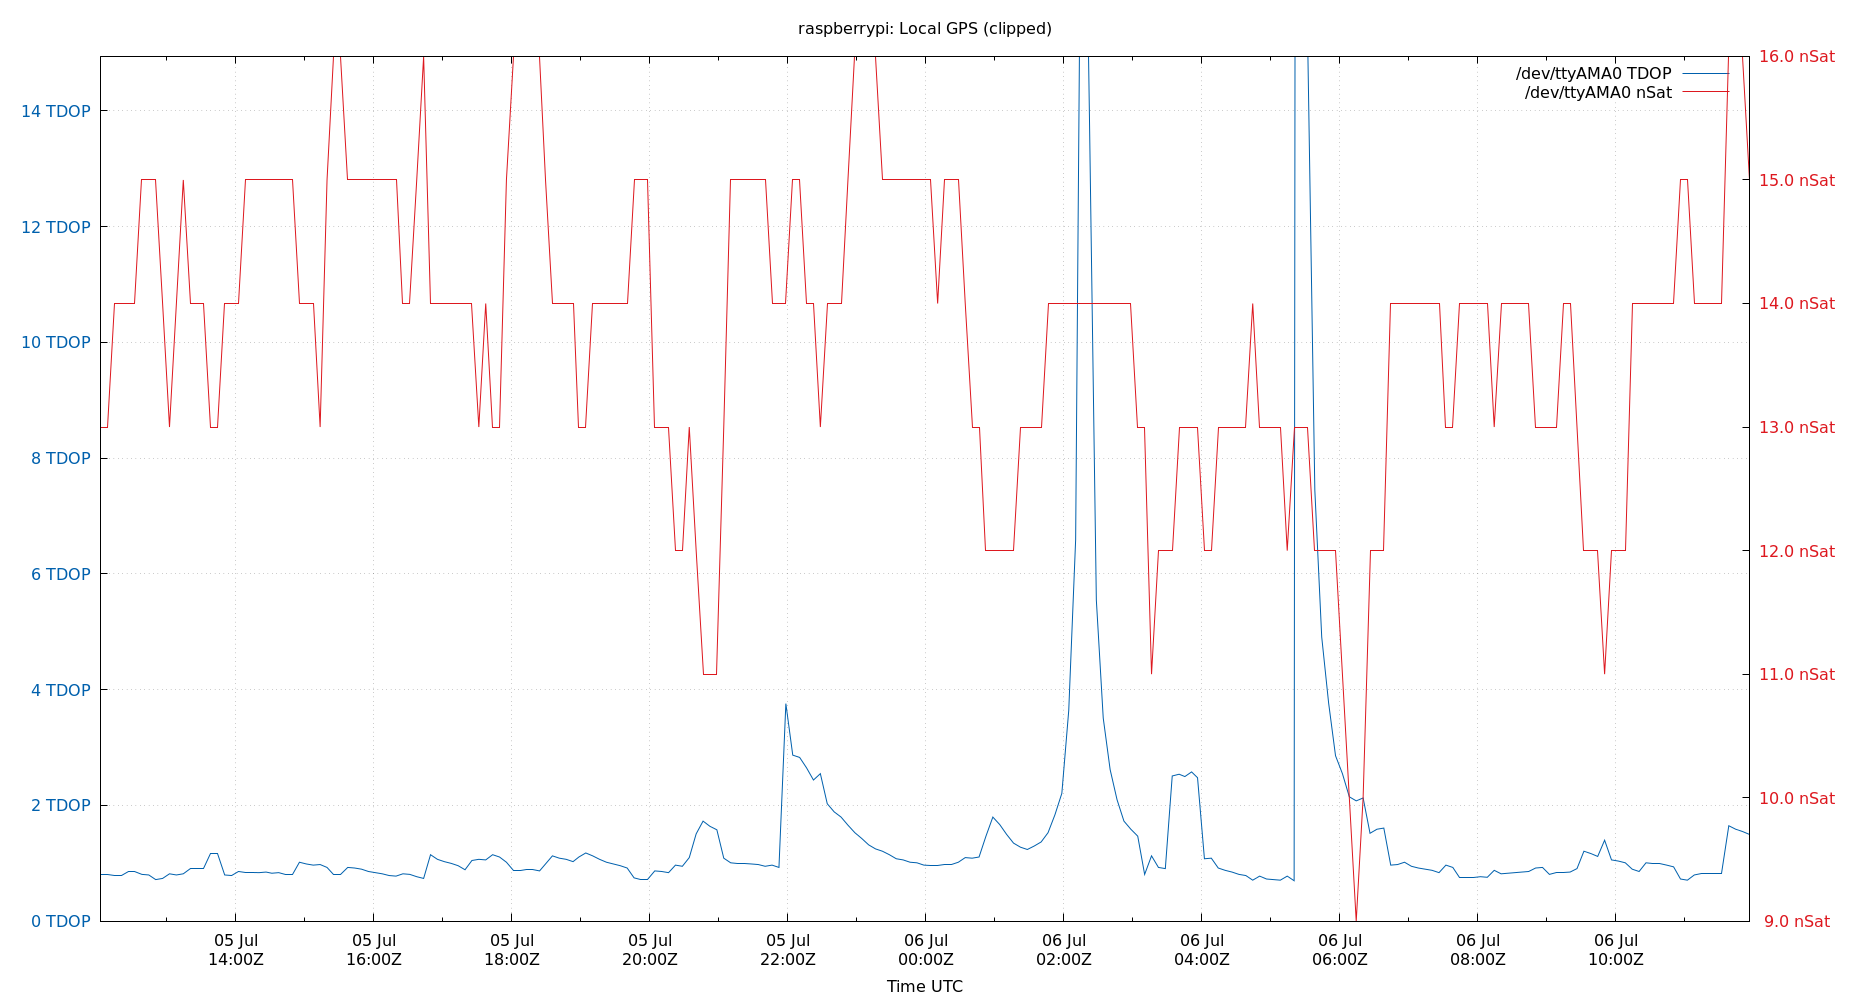 raspberrypi: Local GPS (clipped)
16.0 nSat
/dev/ttyAMA0 TDOP
/dev/ttyAMA0 nSat
14 TDOP
15.0 nSat
12 TDOP
14.0 nSat
10 TDOP
13.0 nSat
8 TDOP
12.0 nSat
6 TDOP
4 TDOP
11.0 nSat
2 TDOP
10.0 nSat
0 TDOP
9.0 nSat
05 Jul 05 Jul 05 Jul 05 Jul 05 Jul 06 Jul 06 Jul 06 Jul 06 Jul 06 Jul 06 Jul
14:00Z 16:00Z 18:00Z 20:00Z 22:00Z 00:00Z 02:00Z 04:00Z 06:00Z 08:00Z 10:00Z
Time UTC